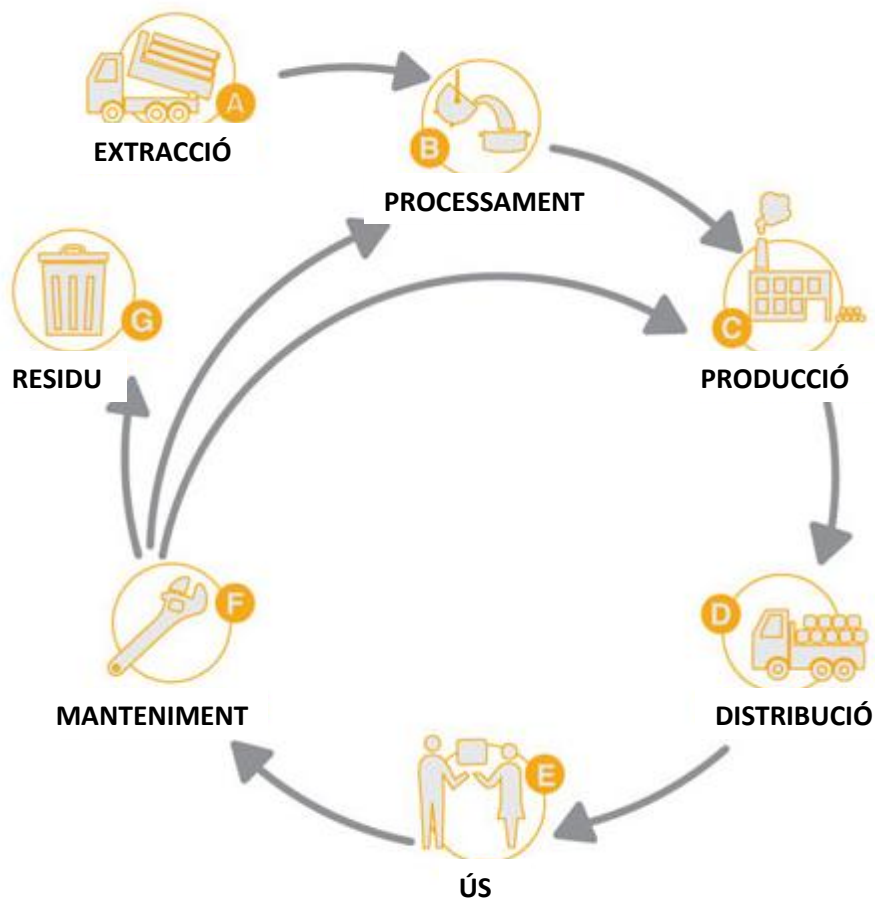 A
EXTRACCIÓ
B
PROCESSAMENT
C
PRODUCCIÓ
D
DISTRIBUCIÓ
E
ÚS
F
MANTENIMENT
G
RESIDU